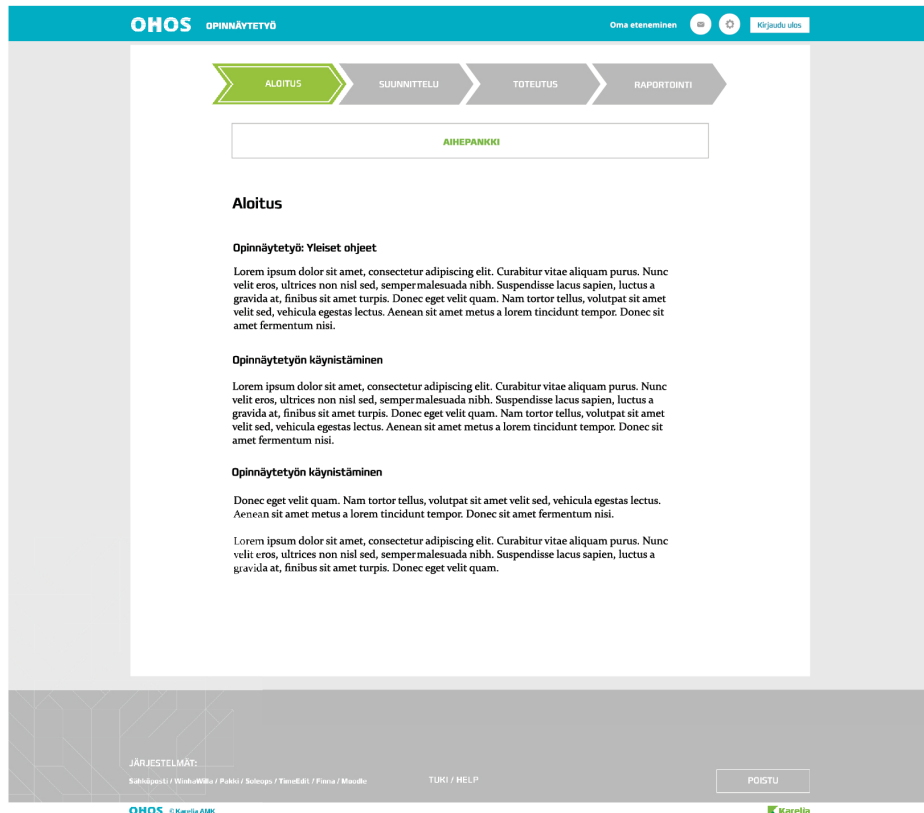 OHOS OPINNÄYTETYÖ Oma eteneminen Kirjaudu ulos
ALOITUS SUUNNITTELU TOTEUTUS RAPORTOINTI
AIHEPANKKI
Aloitus
Opinnäytetyö: Yleiset ohjeet
Lorem ipsum dolor sit amet, consectetur adipiscing elit. Curabitur vitae aliquam purus. Nunc
velit eros, ultrices non nisl sed, semper malesuada nibh. Suspendisse lacus sapien, luctus a
gravida at, finibus sit amet turpis. Donec eget velit quam. Nam tortor tellus, volutpat sit amet
velit sed, vehicula egestas lectus. Aenean sit amet metus a lorem tincidunt tempor. Donec sit
amet fermentum nisi.
Opinnäytetyön käynistäminen
Lorem ipsum dolor sit amet, consectetur adipiscing elit. Curabitur vitae aliquam purus. Nunc
velit eros, ultrices non nisl sed, semper malesuada nibh. Suspendisse lacus sapien, luctus a
gravida at, finibus sit amet turpis. Donec eget velit quam. Nam tortor tellus, volutpat sit amet
velit sed, vehicula egestas lectus. Aenean sit amet metus a lorem tincidunt tempor. Donec sit
amet fermentum nisi.
Opinnäytetyön käynistäminen
Donec eget velit quam. Nam tortor tellus, volutpat sit amet velit sed, vehicula egestas lectus.
Aenean sit amet metus a lorem tincidunt tempor. Donec sit amet fermentum nisi.
Lorem ipsum dolor sit amet, consectetur adipiscing elit. Curabitur vitae aliquam purus. Nunc
velit eros, ultrices non nisl sed, semper malesuada nibh. Suspendisse lacus sapien, luctus a
gravida at, finibus sit amet turpis. Donec eget velit quam.
JÄRJESTELMÄT:
Sähköposti / WinhaWilla / Pakki / Soleops / TimeEdit / Finna / Moodle TUKI / HELP POISTU
OHOS © Karelia AMK Karelia